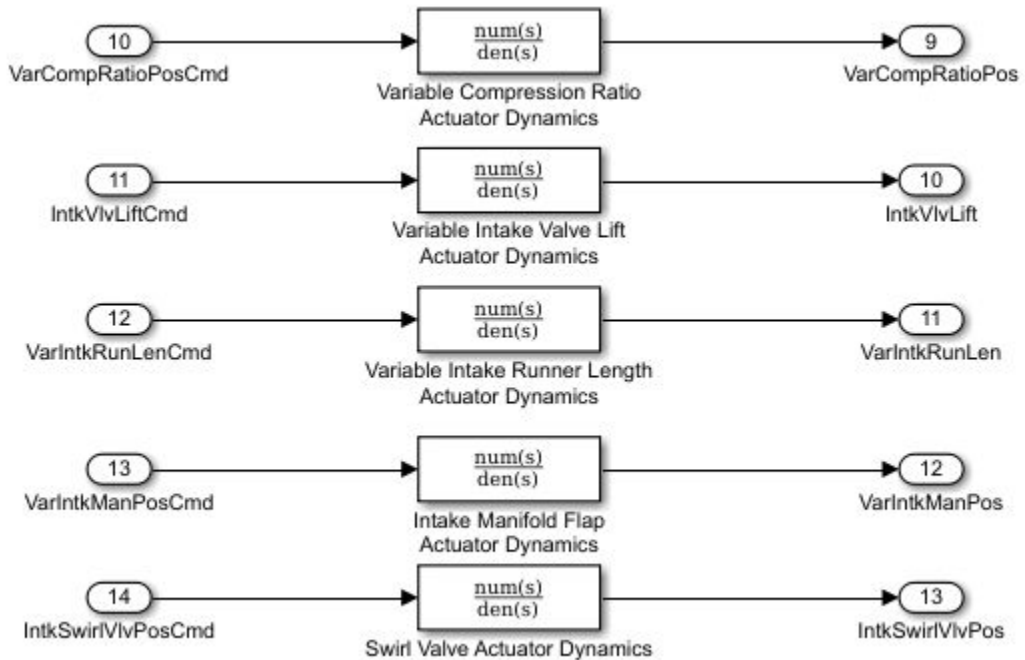 10
num(s)
den(s)
9
VarCompRatioPosCmd
Variable Compression Ratio
Actuator Dynamics
VarCompRatioPos
11
num(s)
den(s)
10
IntkVlvLiftCmd
Variable Intake Valve Lift
Actuator Dynamics
IntkVlvLift
12
num(s)
den(s)
11
VarIntkRunLenCmd
Variable Intake Runner Length
Actuator Dynamics
VarIntkRunLen
13
num(s)
den(s)
12
VarIntkManPosCmd
Intake Manifold Flap
Actuator Dynamics
VarIntkManPos
14
num(s)
den(s)
13
IntkSwirlVlvPosCmd
Swirl Valve Actuator Dynamics
IntkSwirlVlvPos